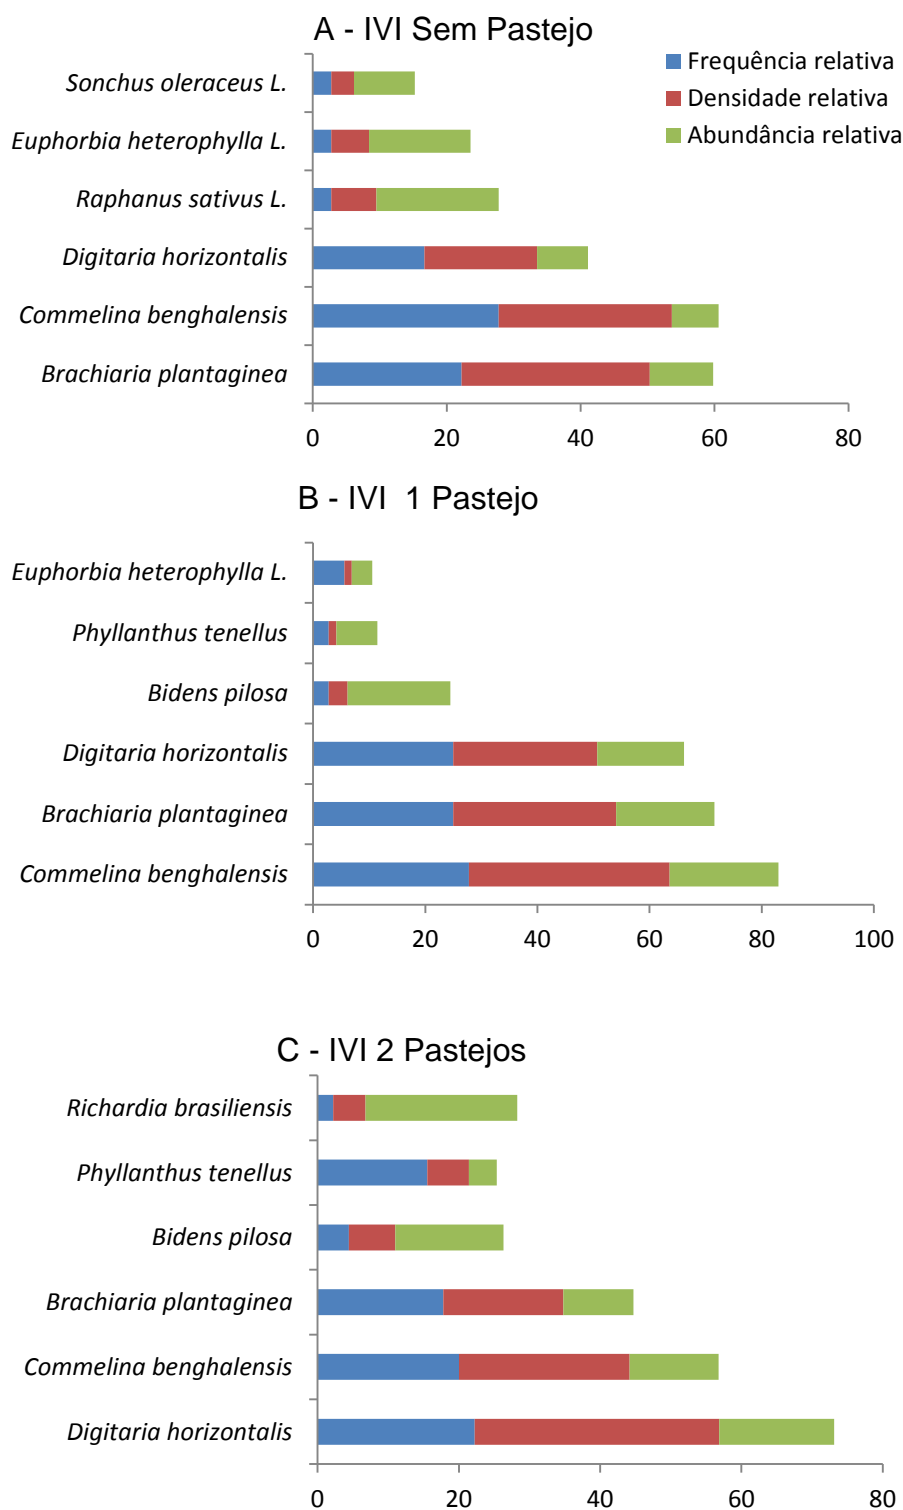 A - IVI Sem Pastejo
Frequência relativa
Densidade relativa
Abundância relativa
Sonchus oleraceus L.
Euphorbia heterophylla L.
Raphanus sativus L.
Digitaria horizontalis
Commelina benghalensis
Brachiaria plantaginea
0 20 40 60 80
B - IVI 1 Pastejo
Euphorbia heterophylla L.
Phyllanthus tenellus
Bidens pilosa
Digitaria horizontalis
Brachiaria plantaginea
Commelina benghalensis
0 20 40 60 80 100
C - IVI 2 Pastejos
Richardia brasiliensis
Phyllanthus tenellus
Bidens pilosa
Brachiaria plantaginea
Commelina benghalensis
Digitaria horizontalis
0 20 40 60 80